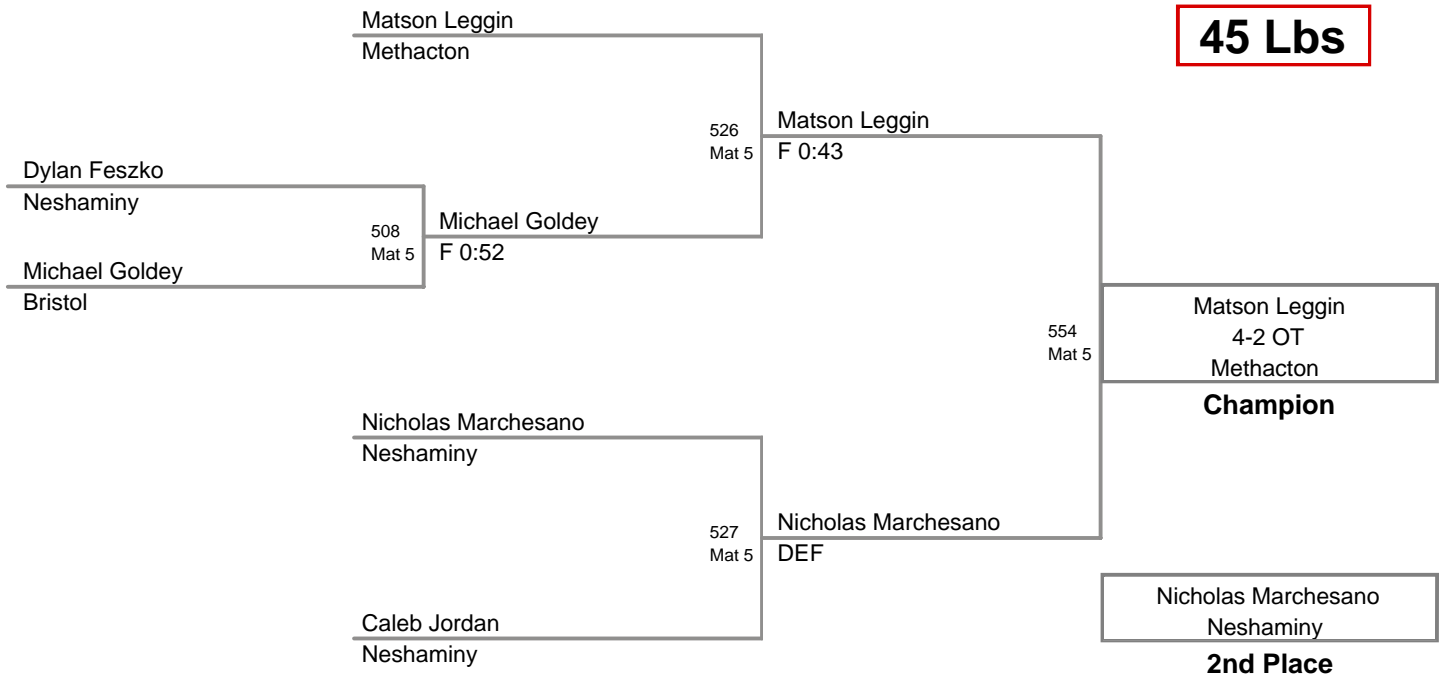 45 Lbs
Matson Leggin
Methacton
Dylan Feszko
Neshaminy
Michael Goldey
Bristol
508
Mat 5
Michael Goldey
F 0:52
526
Mat 5
Matson Leggin
F 0:43
Nicholas Marchesano
Neshaminy
Caleb Jordan
Neshaminy
527
Mat 5
Nicholas Marchesano
DEF
554
Mat 5
Matson Leggin
4-2 OT
Methacton
Champion
Nicholas Marchesano
Neshaminy
2nd Place